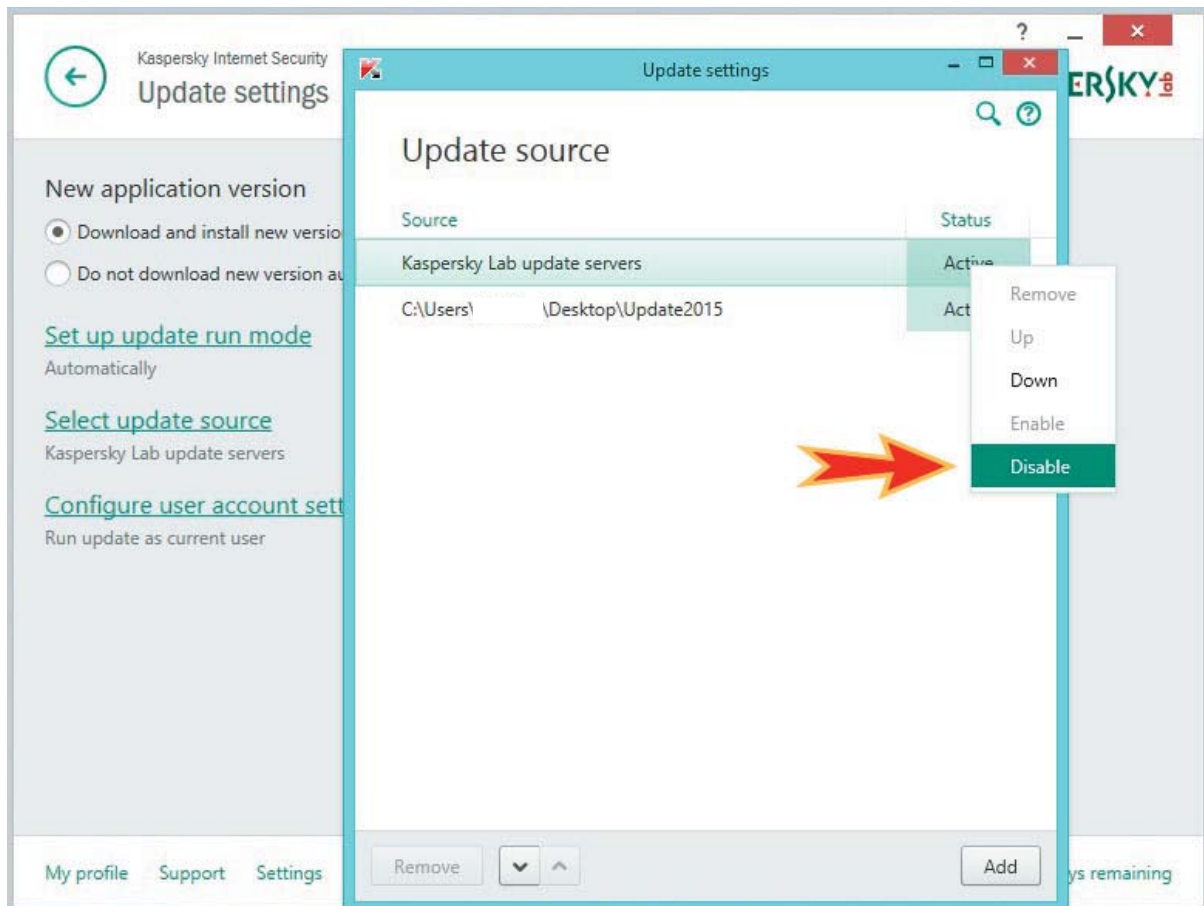 ?
Kaspersky Internet Security
Update settings
ERSKY LAB
New application version
Download and install new versio
Do not download new version au
Set up update run mode
Automatically
Select update source
Kaspersky Lab update servers
Configure user account sett
Run update as current user
My profile Support Settings
ys remaining
Update settings
Update source
Source Status
Kaspersky Lab update servers Active
C:\Users\ \Desktop\Update2015 Act
Remove
Up
Down
Enable
Disable
Remove
Add